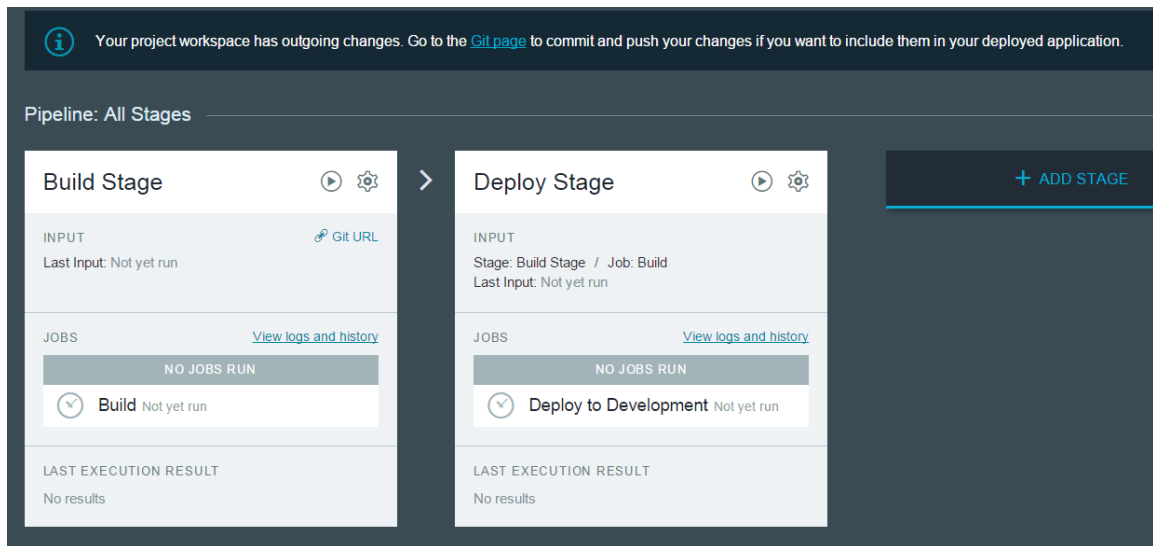 Your project workspace has outgoing changes. Go to the Git page to commit and push your changes if you want to include them in your deployed application.
Pipeline: All Stages
Build Stage
INPUT
Git URL
Last Input: Not yet run
JOBS
View logs and history
NO JOBS RUN
Build Not yet run
LAST EXECUTION RESULT
No results
Deploy Stage
INPUT
Stage: Build Stage / Job: Build
Last Input: Not yet run
JOBS
View logs and history
NO JOBS RUN
Deploy to Development Not yet run
LAST EXECUTION RESULT
No results
+ ADD STAGE